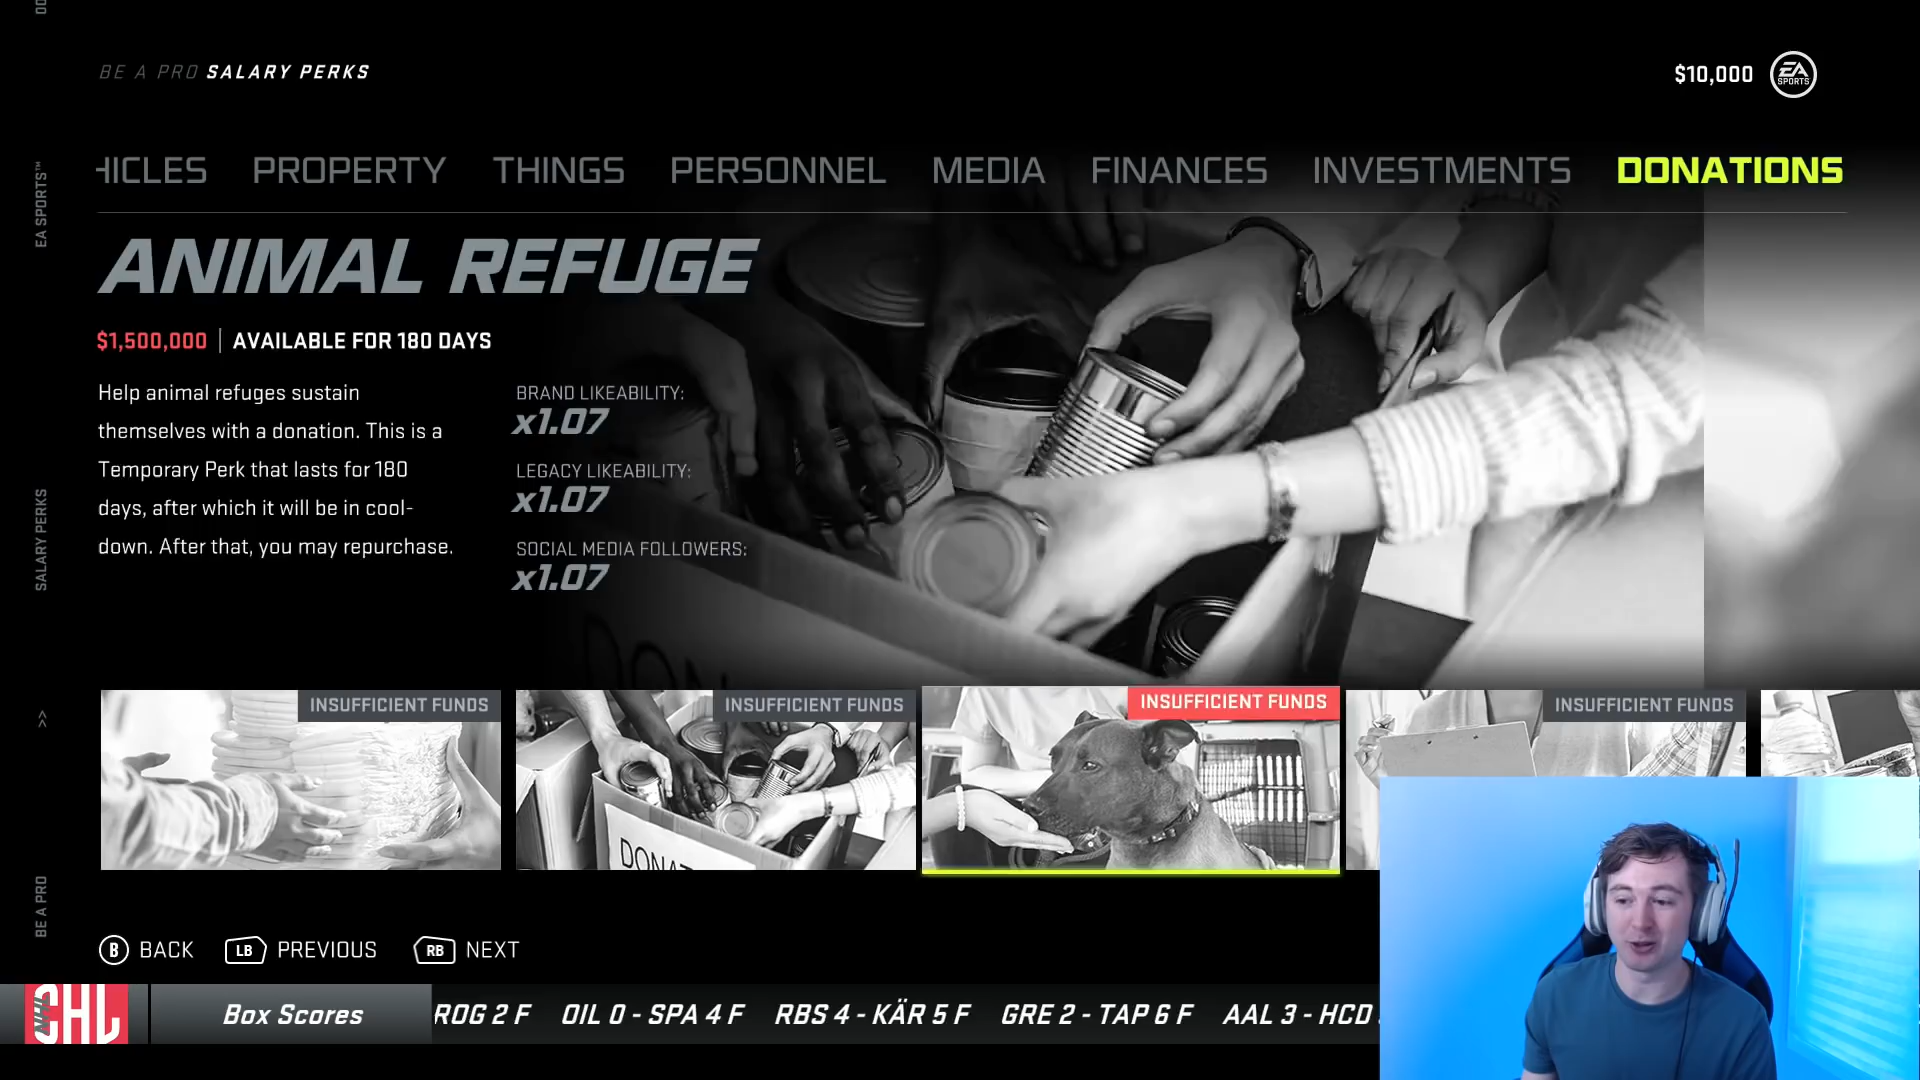 BE A PRO SALARY PERKS
$10,000
EA SPORTS
HICLES PROPERTY THINGS PERSONNEL MEDIA FINANCES INVESTMENTS DONATIONS
ANIMAL REFUGE
$1,500,000 | AVAILABLE FOR 180 DAYS
Help animal refuges sustain
themselves with a donation. This is a
Temporary Perk that lasts for 180
days, after which it will be in cool-
down. After that, you may repurchase.
BRAND LIKEABILITY:
x1.07
LEGACY LIKEABILITY:
x1.07
SOCIAL MEDIA FOLLOWERS:
x1.07
INSUFFICIENT FUNDS
INSUFFICIENT FUNDS
INSUFFICIENT FUNDS
INSUFFICIENT FUNDS
DONAT
B BACK LB PREVIOUS RB NEXT
NHL CHL Box Scores ROG 2 F OIL 0 - SPA 4 F RBS 4 - KÄR 5 F GRE 2 - TAP 6 F AAL 3 - HCD
EA SPORTS™
SALARY PERKS
>>
BE A PRO